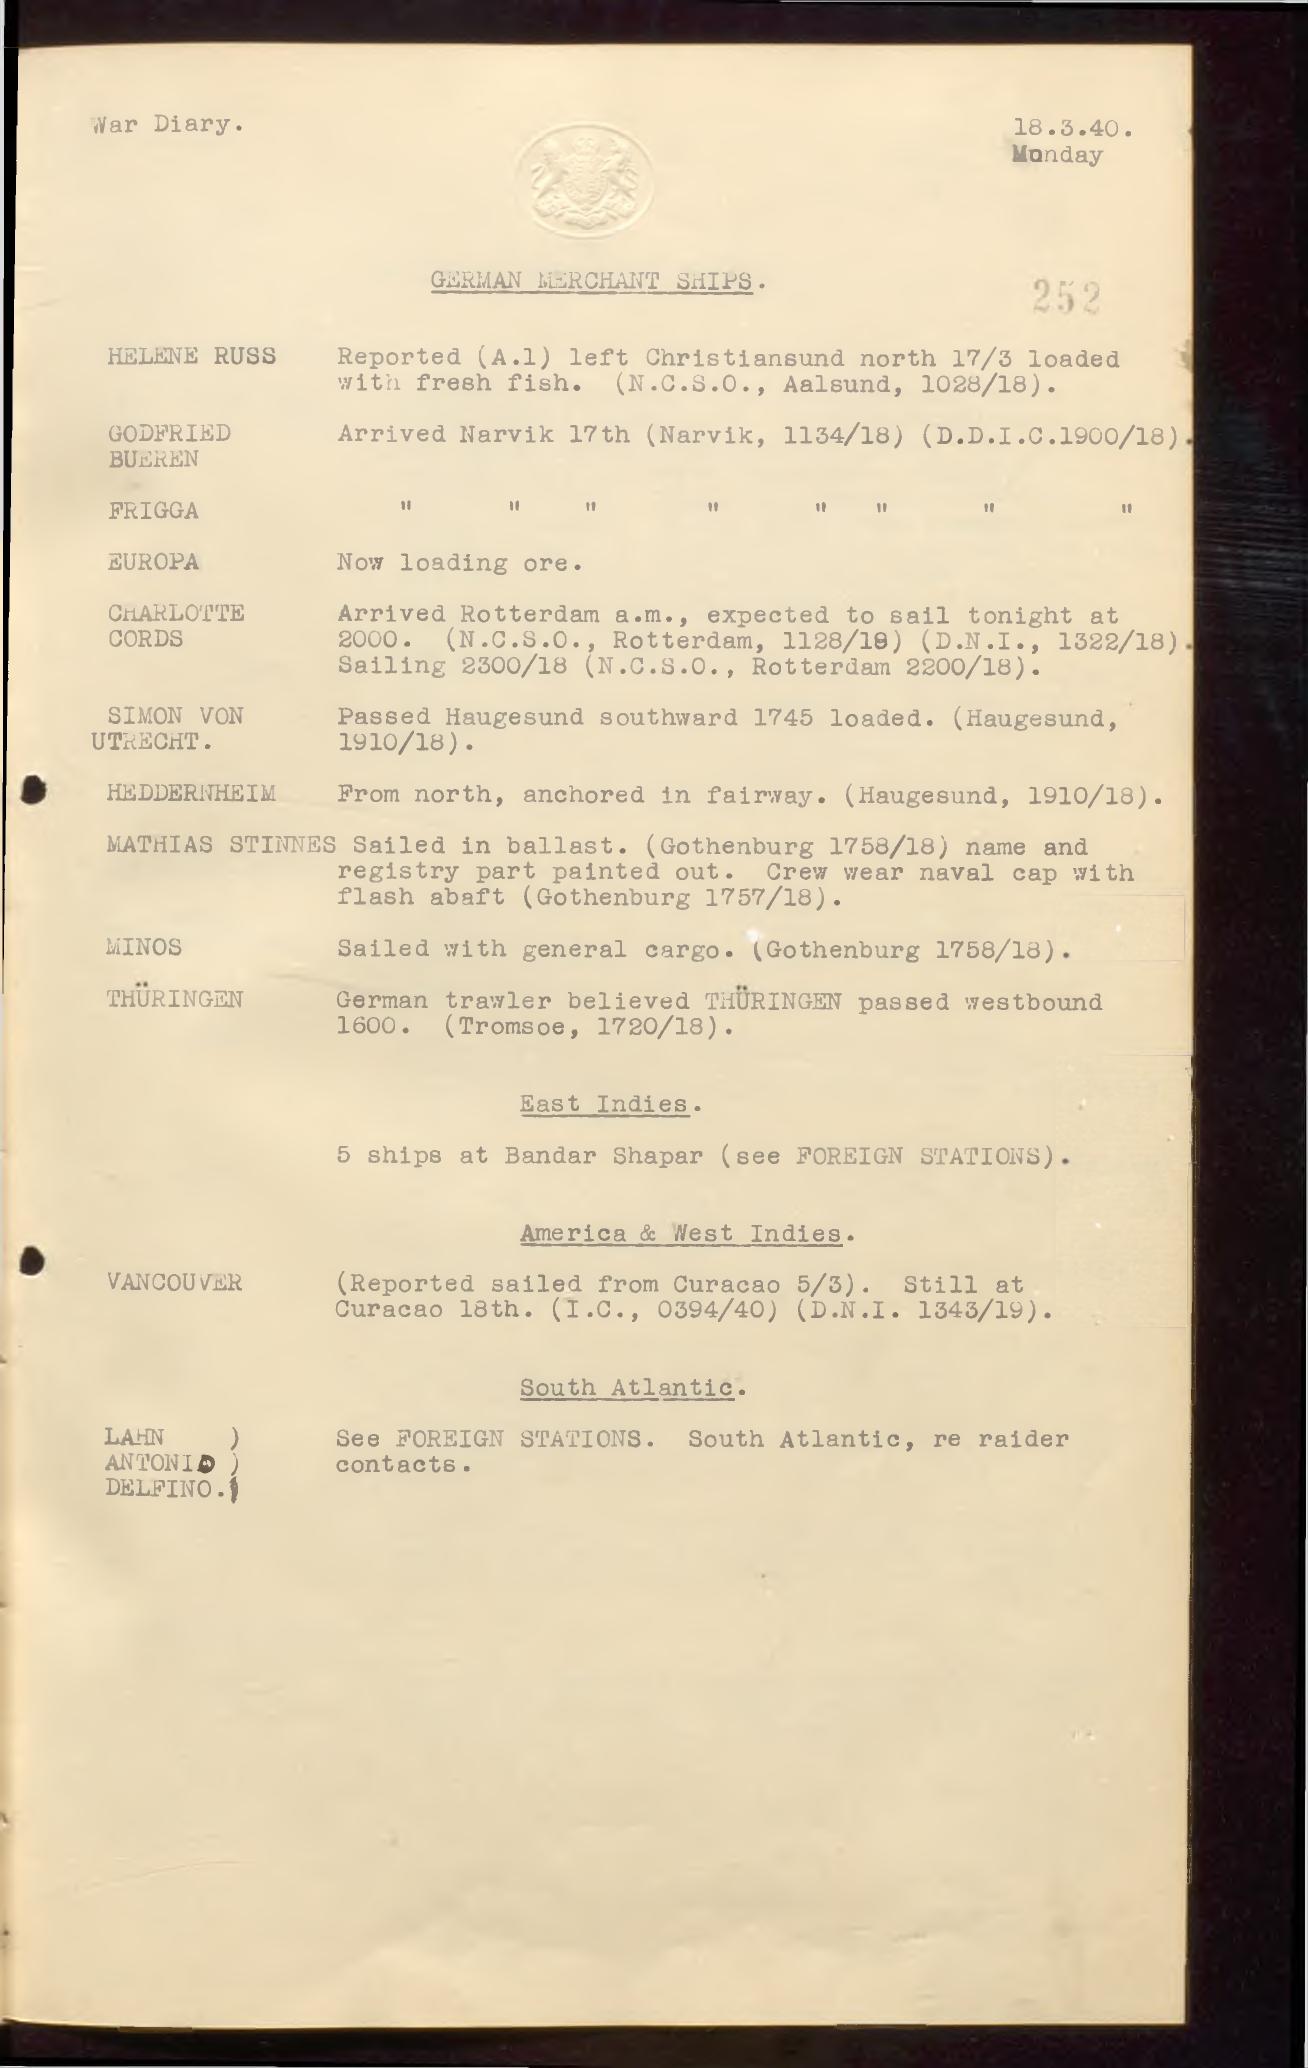 War Diary.
18.3.40.
Monday
GERMAN MERCHANT SHIPS.
252
HELENE RUSS Reported (A.1) left Christiansund north 17/3 loaded
with fresh fish. (N.C.S.O., Aalsund, 1028/18).
GODFRIED Arrived Narvik 17th (Narvik, 1134/18) (D.D.I.C.1900/18).
BUEREN
FRIGGA " " " " " " " "
EUROPA Now loading ore.
CHARLOTTE Arrived Rotterdam a.m., expected to sail tonight at
CORDS 2000. (N.C.S.O., Rotterdam, 1128/18) (D.N.I., 1322/18).
Sailing 2300/18 (N.C.S.O., Rotterdam 2200/18).
SIMON VON Passed Haugesund southward 1745 loaded. (Haugesund,
UTRECHT. 1910/18).
HEDDERNHEIM From north, anchored in fairway. (Haugesund, 1910/18).
MATHIAS STINNES Sailed in ballast. (Gothenburg 1758/18) name and
registry part painted out. Crew wear naval cap with
flash abaft (Gothenburg 1757/18).
MINOS Sailed with general cargo. (Gothenburg 1758/18).
THÜRINGEN German trawler believed THÜRINGEN passed westbound
1600. (Tromsoe, 1720/18).
East Indies.
5 ships at Bandar Shapar (see FOREIGN STATIONS).
America & West Indies.
VANCOUVER (Reported sailed from Curacao 5/3). Still at
Curacao 18th. (I.C., 0394/40) (D.N.I. 1343/19).
South Atlantic.
LAHN ) See FOREIGN STATIONS. South Atlantic, re raider
ANTONIO ) contacts.
DELFINO.)